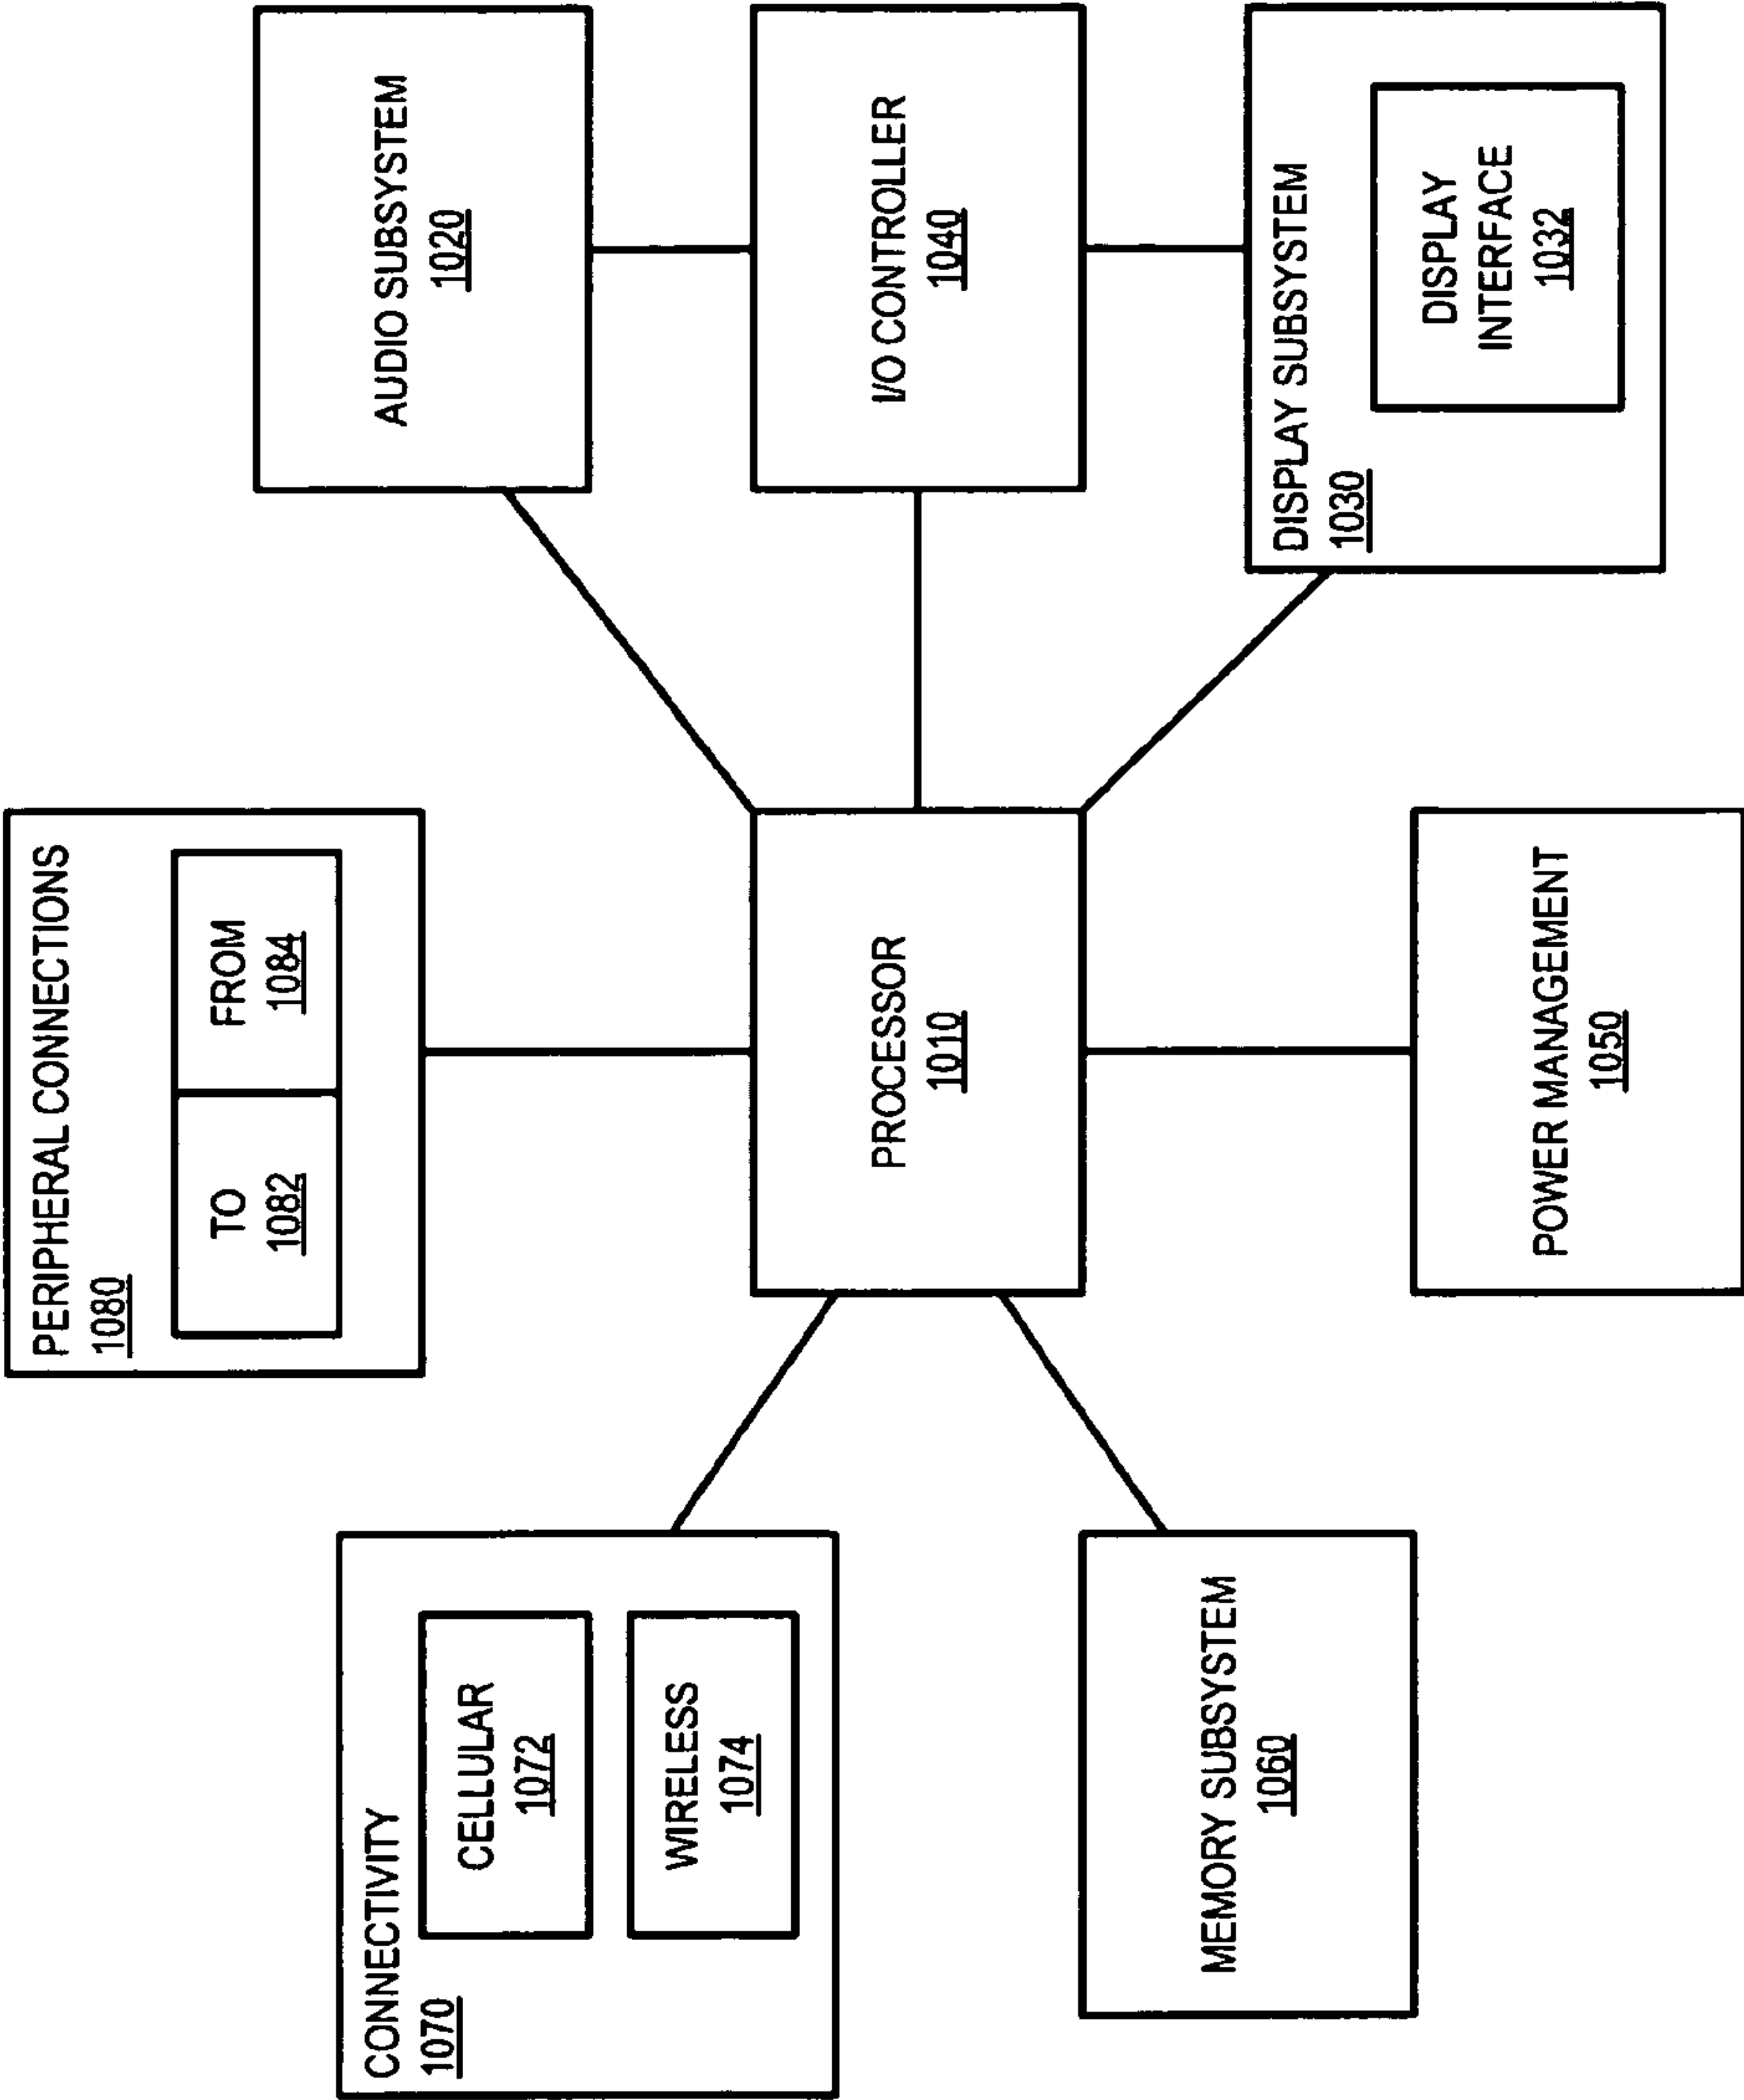 PERIPHERAL CONNECTIONS
1080
TO
1082
FROM
1084
CONNECTIVITY
1070
CELLULAR
1072
WIRELESS
1074
AUDIO SUBSYSTEM
1020
PROCESSOR
1010
I/O CONTROLLER
1040
MEMORY SUBSYSTEM
1060
DISPLAY SUBSYSTEM
1030
DISPLAY
INTERFACE
1032
POWER MANAGEMENT
1050